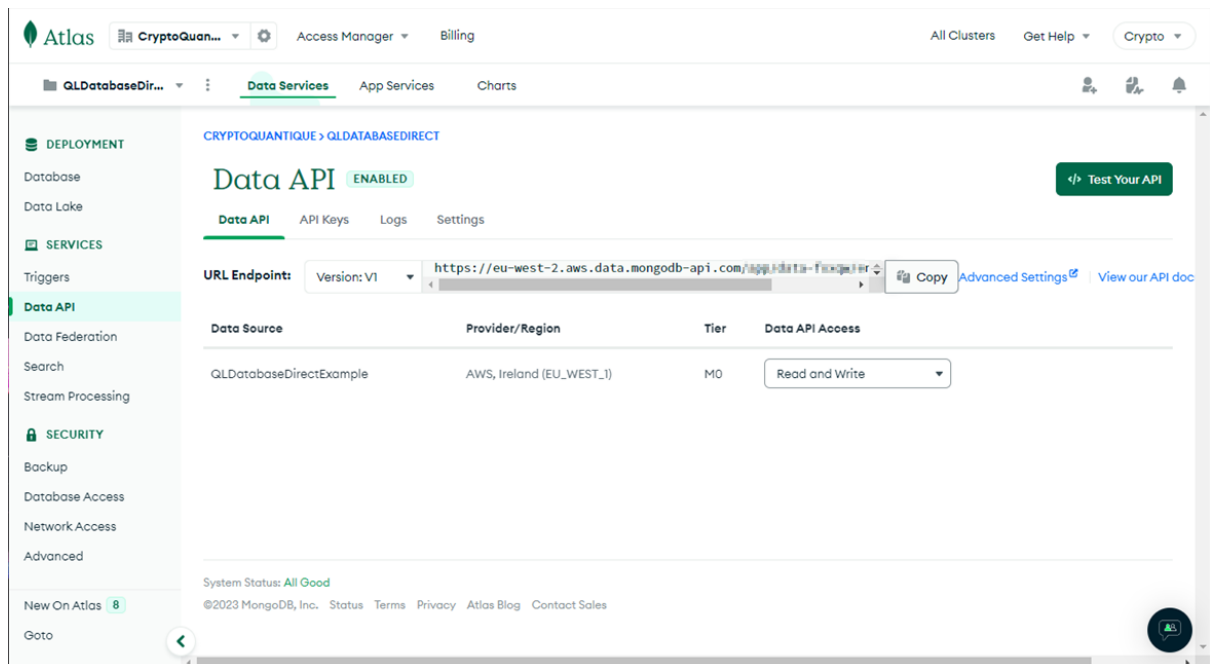 Atlas CryptoQuan... Access Manager Billing All Clusters Get Help Crypto
QLDatabaseDir... Data Services App Services Charts
DEPLOYMENT
Database
Data Lake
SERVICES
Triggers
Data API
Data Federation
Search
Stream Processing
SECURITY
Backup
Database Access
Network Access
Advanced
New On Atlas 8
Goto
CRYPTOQUANTIQUE > QLDATABASEDIRECT
Data API ENABLED
</> Test Your API
Data API API Keys Logs Settings
URL Endpoint: Version: V1 https://eu-west-2.aws.data.mongodb-api.com/ Copy Advanced Settings View our API doc
Data Source Provider/Region Tier Data API Access
QLDatabaseDirectExample AWS, Ireland (EU_WEST_1) M0 Read and Write
System Status: All Good
©2023 MongoDB, Inc. Status Terms Privacy Atlas Blog Contact Sales